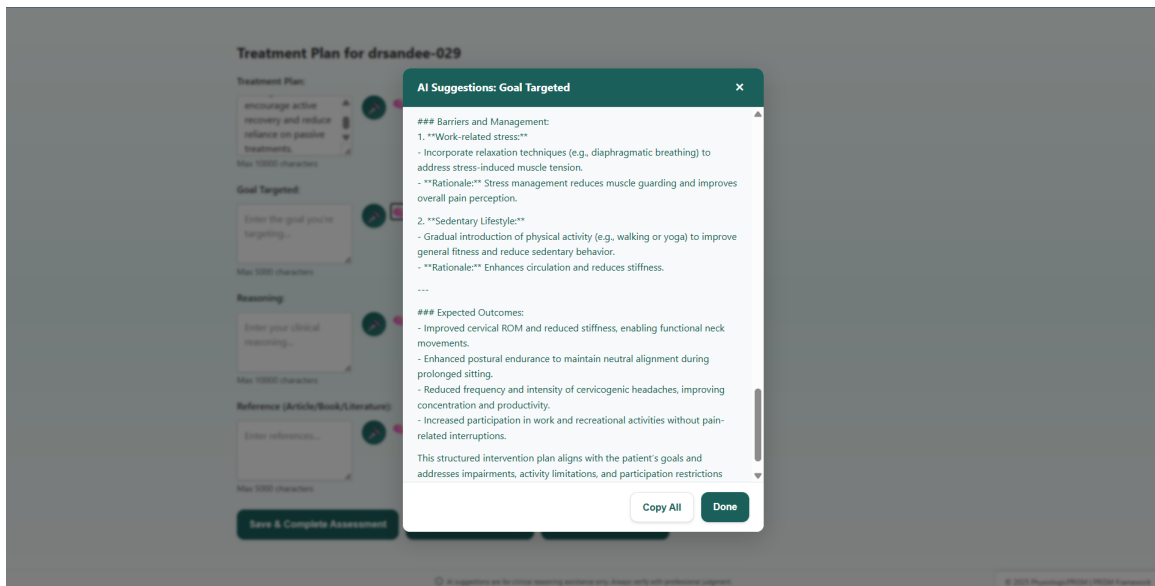 Treatment Plan for drsandee-029
Treatment Plan:
encourage active
recovery and reduce
reliance on passive
treatments.
Max 10000 characters
Goal Targeted:
Enter the goal you're
targeting...
Max 1000 characters
Reasoning:
Enter your clinical
reasoning...
Max 10000 characters
Reference (Article/Book/Literature):
Enter references...
Max 5000 characters
Save & Complete Assessment
AI Suggestions: Goal Targeted
×
### Barriers and Management:
1. **Work-related stress:**
- Incorporate relaxation techniques (e.g., diaphragmatic breathing) to
address stress-induced muscle tension.
- **Rationale:** Stress management reduces muscle guarding and improves
overall pain perception.
2. **Sedentary Lifestyle:**
- Gradual introduction of physical activity (e.g., walking or yoga) to improve
general fitness and reduce sedentary behavior.
- **Rationale:** Enhances circulation and reduces stiffness.
---
### Expected Outcomes:
- Improved cervical ROM and reduced stiffness, enabling functional neck
movements.
- Enhanced postural endurance to maintain neutral alignment during
prolonged sitting.
- Reduced frequency and intensity of cervicogenic headaches, improving
concentration and productivity.
- Increased participation in work and recreational activities without pain-
related interruptions.
This structured intervention plan aligns with the patient's goals and
addresses impairments, activity limitations, and participation restrictions
Copy All
Done
AI suggestions are for clinical reasoning assistance only. Always verify with professional judgment.
© 2025 PhysiologicPRISM | PRISM Framework